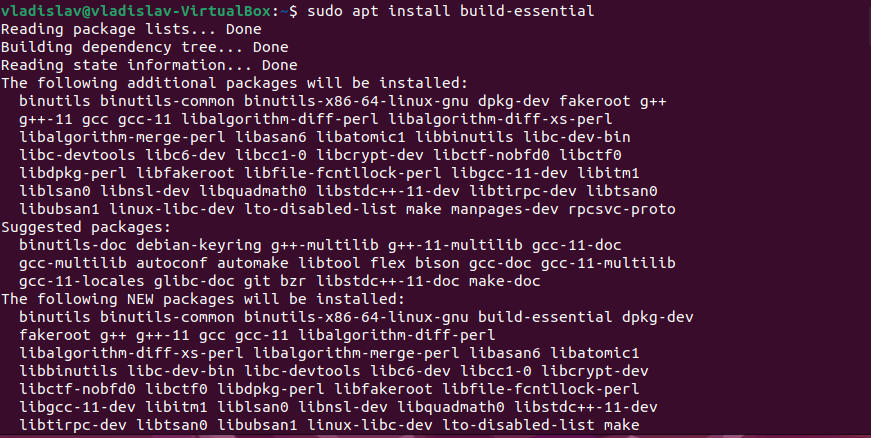 vladislav@vladislav-VirtualBox:~$ sudo apt install build-essential
Reading package lists... Done
Building dependency tree... Done
Reading state information... Done
The following additional packages will be installed:
  binutils binutils-common binutils-x86-64-linux-gnu dpkg-dev fakeroot g++
  g++-11 gcc gcc-11 libalgorithm-diff-perl libalgorithm-diff-xs-perl
  libalgorithm-merge-perl libasan6 libatomic1 libbinutils libc-dev-bin
  libc-devtools libc6-dev libcc1-0 libcrypt-dev libctf-nobfd0 libctf0
  libdpkg-perl libfakeroot libfile-fcntllock-perl libgcc-11-dev libitm1
  liblsan0 libnsl-dev libquadmath0 libstdc++-11-dev libtirpc-dev libtsan0
  libubsan1 linux-libc-dev lto-disabled-list make manpages-dev rpcsvc-proto
Suggested packages:
  binutils-doc debian-keyring g++-multilib g++-11-multilib gcc-11-doc
  gcc-multilib autoconf automake libtool flex bison gcc-doc gcc-11-multilib
  gcc-11-locales glibc-doc git bzr libstdc++-11-doc make-doc
The following NEW packages will be installed:
  binutils binutils-common binutils-x86-64-linux-gnu build-essential dpkg-dev
  fakeroot g++ g++-11 gcc gcc-11 libalgorithm-diff-perl
  libalgorithm-diff-xs-perl libalgorithm-merge-perl libasan6 libatomic1
  libbinutils libc-dev-bin libc-devtools libc6-dev libcc1-0 libcrypt-dev
  libctf-nobfd0 libctf0 libdpkg-perl libfakeroot libfile-fcntllock-perl
  libgcc-11-dev libitm1 liblsan0 libnsl-dev libquadmath0 libstdc++-11-dev
  libtirpc-dev libtsan0 libubsan1 linux-libc-dev lto-disabled-list make